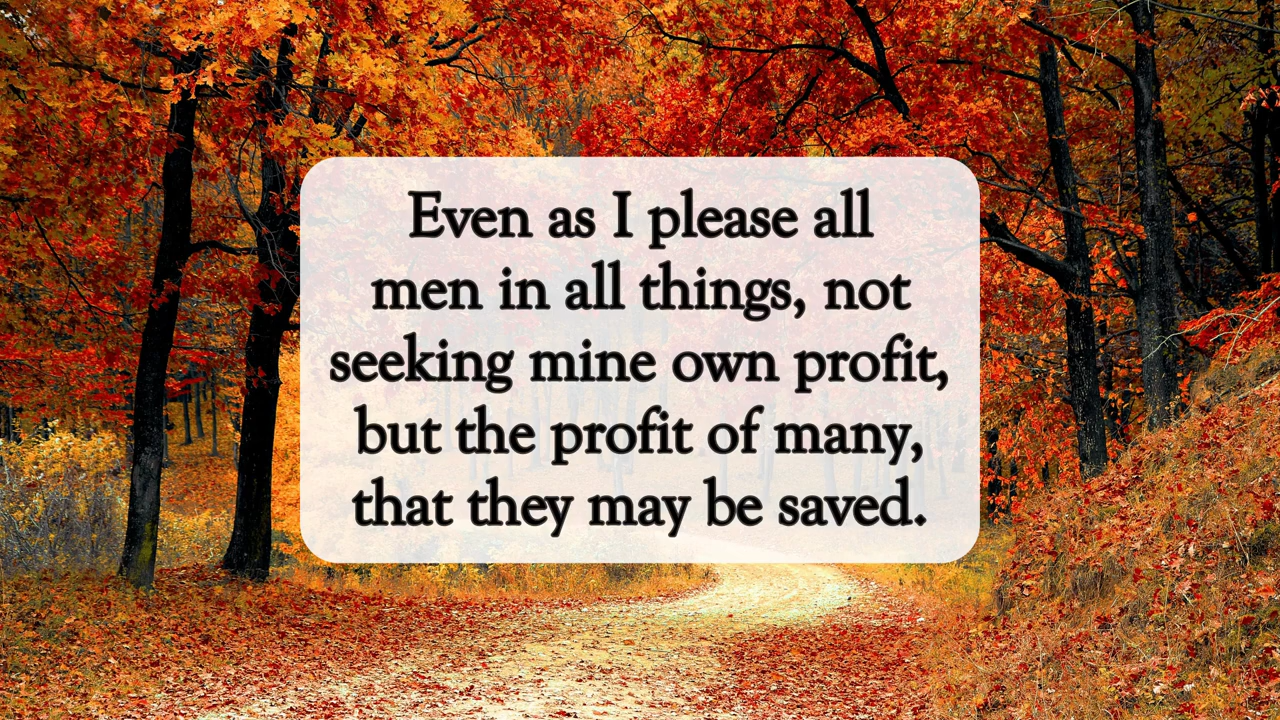 Even as I please all
men in all things, not
seeking mine own profit,
but the profit of many,
that they may be saved.